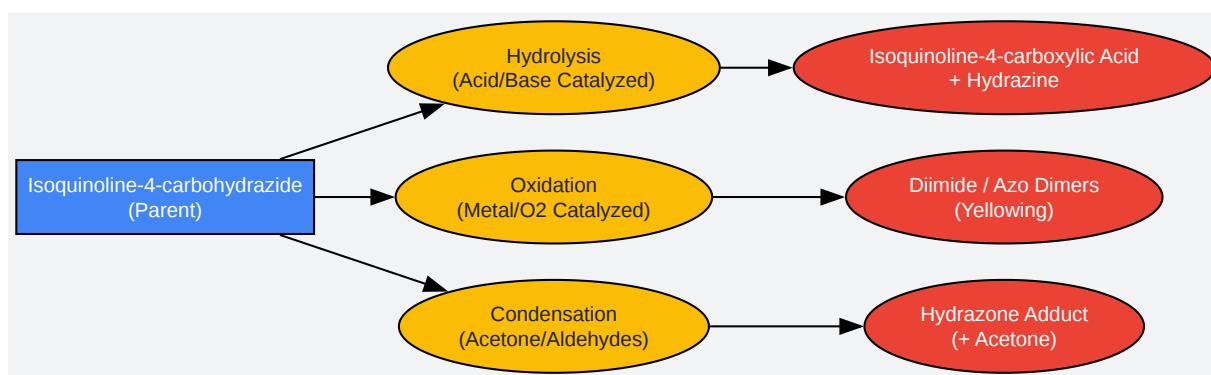 Hydrolysis
(Acid/Base Catalyzed)
Isoquinoline-4-carboxylic Acid
+ Hydrazine
Isoquinoline-4-carbohydrazide
(Parent)
Oxidation
(Metal/O2 Catalyzed)
Diimide / Azo Dimers
(Yellowing)
Condensation
(Acetone/Aldehydes)
Hydrazone Adduct
(+ Acetone)